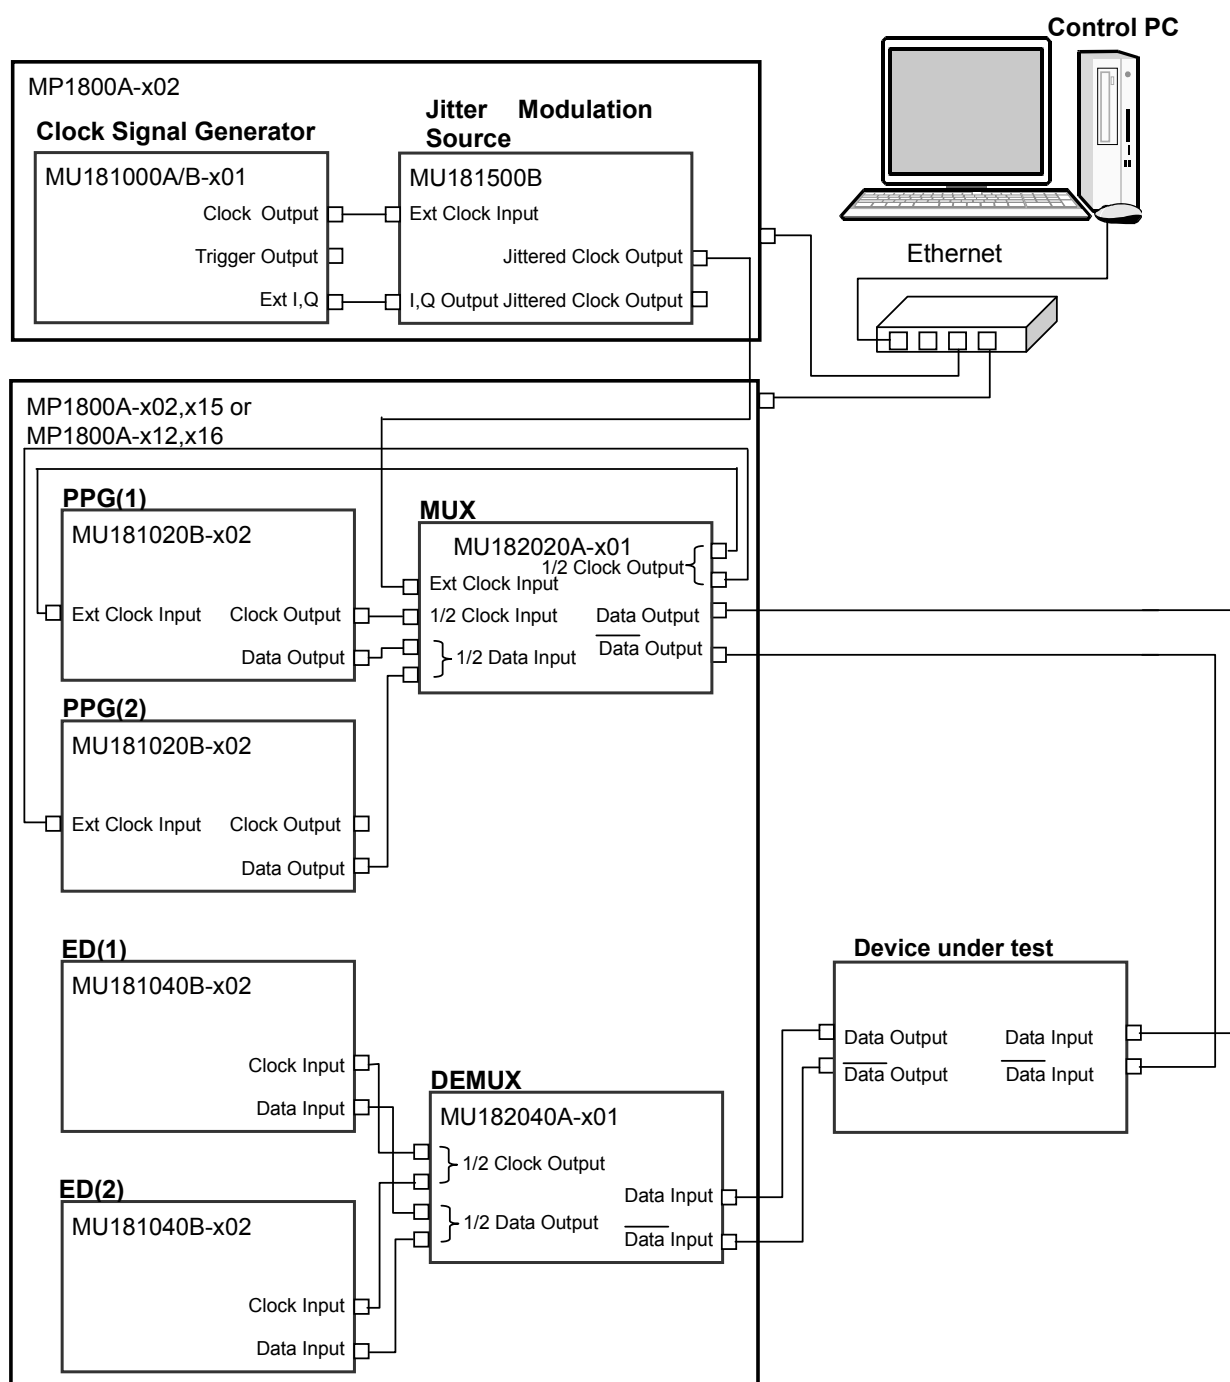 Control PC
MP1800A-x02
Clock Signal Generator
Jitter Modulation
Source
MU181000A/B-x01
Clock Output
Trigger Output
Ext I,Q
MU181500B
Ext Clock Input
Jittered Clock Output
I,Q Output Jittered Clock Output
Ethernet
MP1800A-x02,x15 or
MP1800A-x12,x16
PPG(1)
MU181020B-x02
Ext Clock Input Clock Output
Data Output
MUX
MU182020A-x01
1/2 Clock Output
Ext Clock Input
1/2 Clock Input Data Output
1/2 Data Input Data Output
PPG(2)
MU181020B-x02
Ext Clock Input Clock Output
Data Output
ED(1)
MU181040B-x02
Clock Input
Data Input
Device under test
Data Output Data Input
Data Output Data Input
DEMUX
MU182040A-x01
1/2 Clock Output
Data Input
1/2 Data Output
Data Input
ED(2)
MU181040B-x02
Clock Input
Data Input